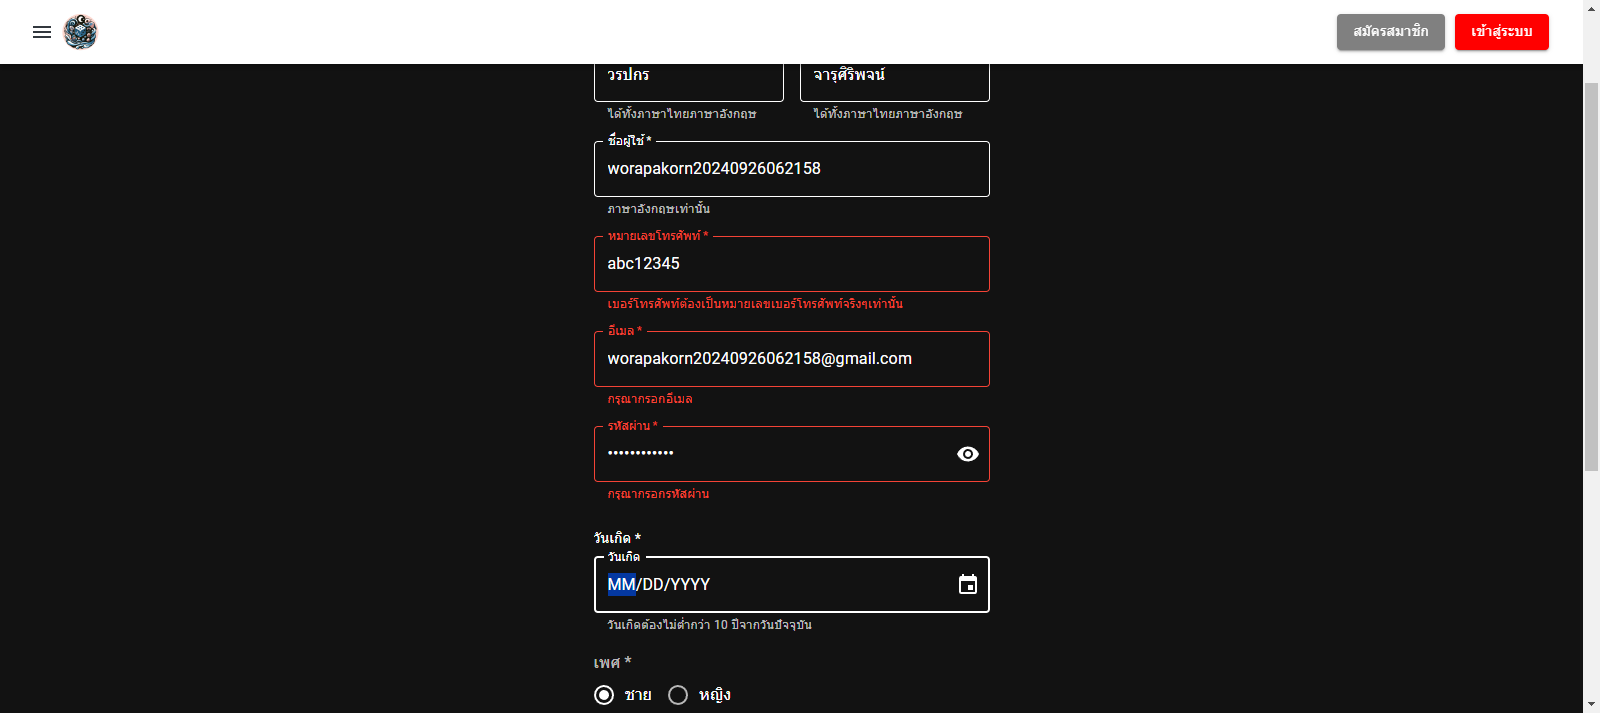 สมัครสมาชิก เข้าสู่ระบบ
วรปกร จารุศิริพจน์
ได้ทั้งภาษาไทยภาษาอังกฤษ ได้ทั้งภาษาไทยภาษาอังกฤษ
ชื่อผู้ใช้ *
worapakorn20240926062158
ภาษาอังกฤษเท่านั้น
หมายเลขโทรศัพท์ *
abc12345
เบอร์โทรศัพท์ต้องเป็นหมายเลขเบอร์โทรศัพท์จริงๆเท่านั้น
อีเมล *
worapakorn20240926062158@gmail.com
กรุณากรอกอีเมล
รหัสผ่าน *
••••••••••••
กรุณากรอกรหัสผ่าน
วันเกิด *
วันเกิด
MM/DD/YYYY
วันเกิดต้องไม่ต่ำกว่า 10 ปีจากวันปัจจุบัน
เพศ *
ชาย หญิง